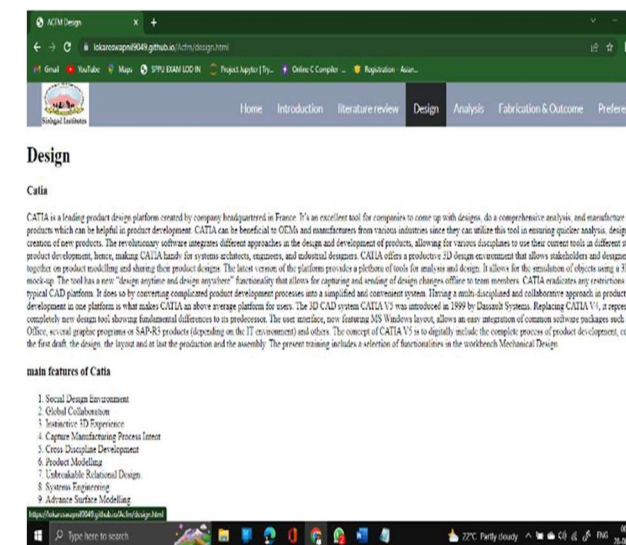 ACFM Design
lokareswapnil9049.github.io/Acfm/design.html
Gmail YouTube Maps SPPU EXAM LOD IN Project Jupyter | Try... Online C Compiler ... Registration - Asian...
Sinhgad Institutes
Home Introduction literature review Design Analysis Fabrication & Outcome Prefere
Design
Catia
CATIA is a leading product design platform created by company headquartered in France. It's an excellent tool for companies to come up with designs, do a comprehensive analysis, and manufacture
products which can be helpful in product development. CATIA can be beneficial to OEMs and manufacturers from various industries since they can utilize this tool in ensuring quicker analysis, desig
creation of new products. The revolutionary software integrates different approaches in the design and development of products, allowing for various disciplines to use their current tools in different st
product development, hence, making CATIA handy for systems architects, engineers, and industrial designers. CATIA offers a productive 3D design environment that allows stakeholders and designe
together on product modelling and sharing their product designs. The latest version of the platform provides a plethora of tools for analysis and design. It allows for the emulation of objects using a 3
mock-up. The tool has a new "design anytime and design anywhere" functionality that allows for capturing and sending of design changes offline to team members. CATIA eradicates any restrictions
typical CAD platform. It does so by converting complicated product development processes into a simplified and convenient system. Having a multi-disciplined and collaborative approach in product
development in one platform is what makes CATIA an above average platform for users. The 3D CAD system CATIA V5 was introduced in 1999 by Dassault Systems. Replacing CATIA V4, it repres
completely new design tool showing fundamental differences to its predecessor. The user interface, now featuring MS Windows layout, allows an easy integration of common software packages such
Office, several graphic programs or SAP-R3 products (depending on the IT environment) and others. The concept of CATIA V5 is to digitally include the complete process of product development, co
the first draft, the design, the layout and at last the production and the assembly. The present training includes a selection of functionalities in the workbench Mechanical Design.
main features of Catia
1. Social Design Environment
2. Global Collaboration
3. Instinctive 3D Experience
4. Capture Manufacturing Process Intent
5. Cross Discipline Development
6. Product Modelling
7. Unbreakable Relational Design
8. Systems Engineering
9. Advance Surface Modelling
https://lokareswapnil9049.github.io/Acfm/design.html
Type here to search 22°C Partly cloudy ENG